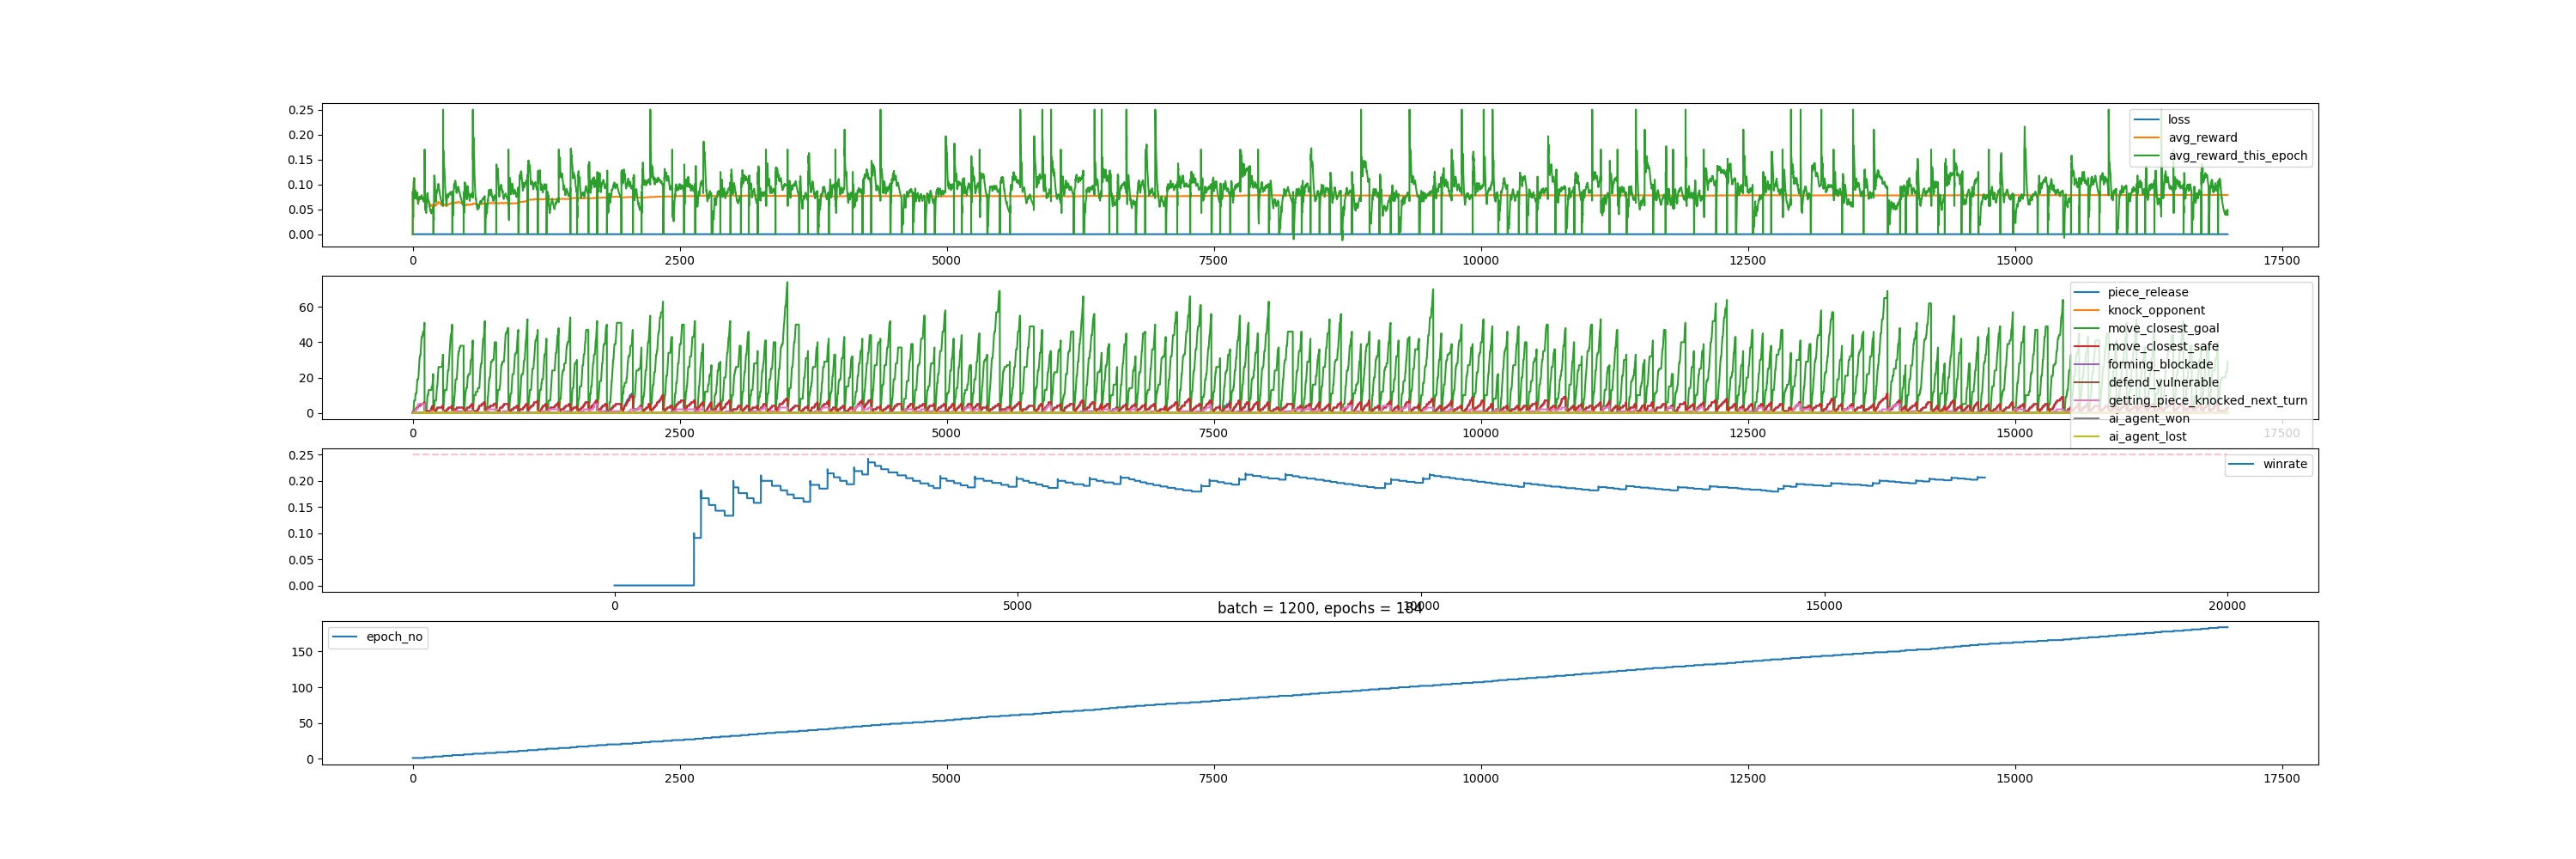 0.25
0.20
0.15
0.10
0.05
0.00
loss
avg_reward
avg_reward_this_epoch
0 2500 5000 7500 10000 12500 15000 17500
60
40
20
0
piece_release
knock_opponent
move_closest_goal
move_closest_safe
forming_blockade
defend_vulnerable
getting_piece_knocked_next_turn
ai_agent_won
ai_agent_lost
0 2500 5000 7500 10000 12500 15000 17500
0.25
0.20
0.15
0.10
0.05
0.00
winrate
0 5000 10000 15000 20000
batch = 1200, epochs = 184
epoch_no
150
100
50
0
0 2500 5000 7500 10000 12500 15000 17500